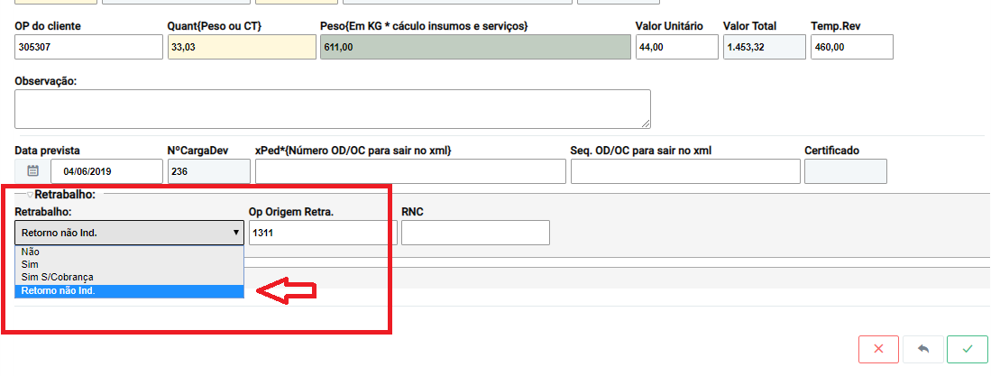 OP do cliente Quant{Peso ou CT} Peso{Em KG * cáculo insumos e serviços} Valor Unitário Valor Total Temp.Rev
305307 33,03 611,00 44,00 1.453,32 460,00
Observação:
Data prevista NºCargaDev xPed*{Número OD/OC para sair no xml} Seq. OD/OC para sair no xml Certificado
04/06/2019 236
Retrabalho:
Retrabalho: Op Origem Retra. RNC
Retorno não Ind. 1311
Não
Sim
Sim S/Cobrança
Retorno não Ind.